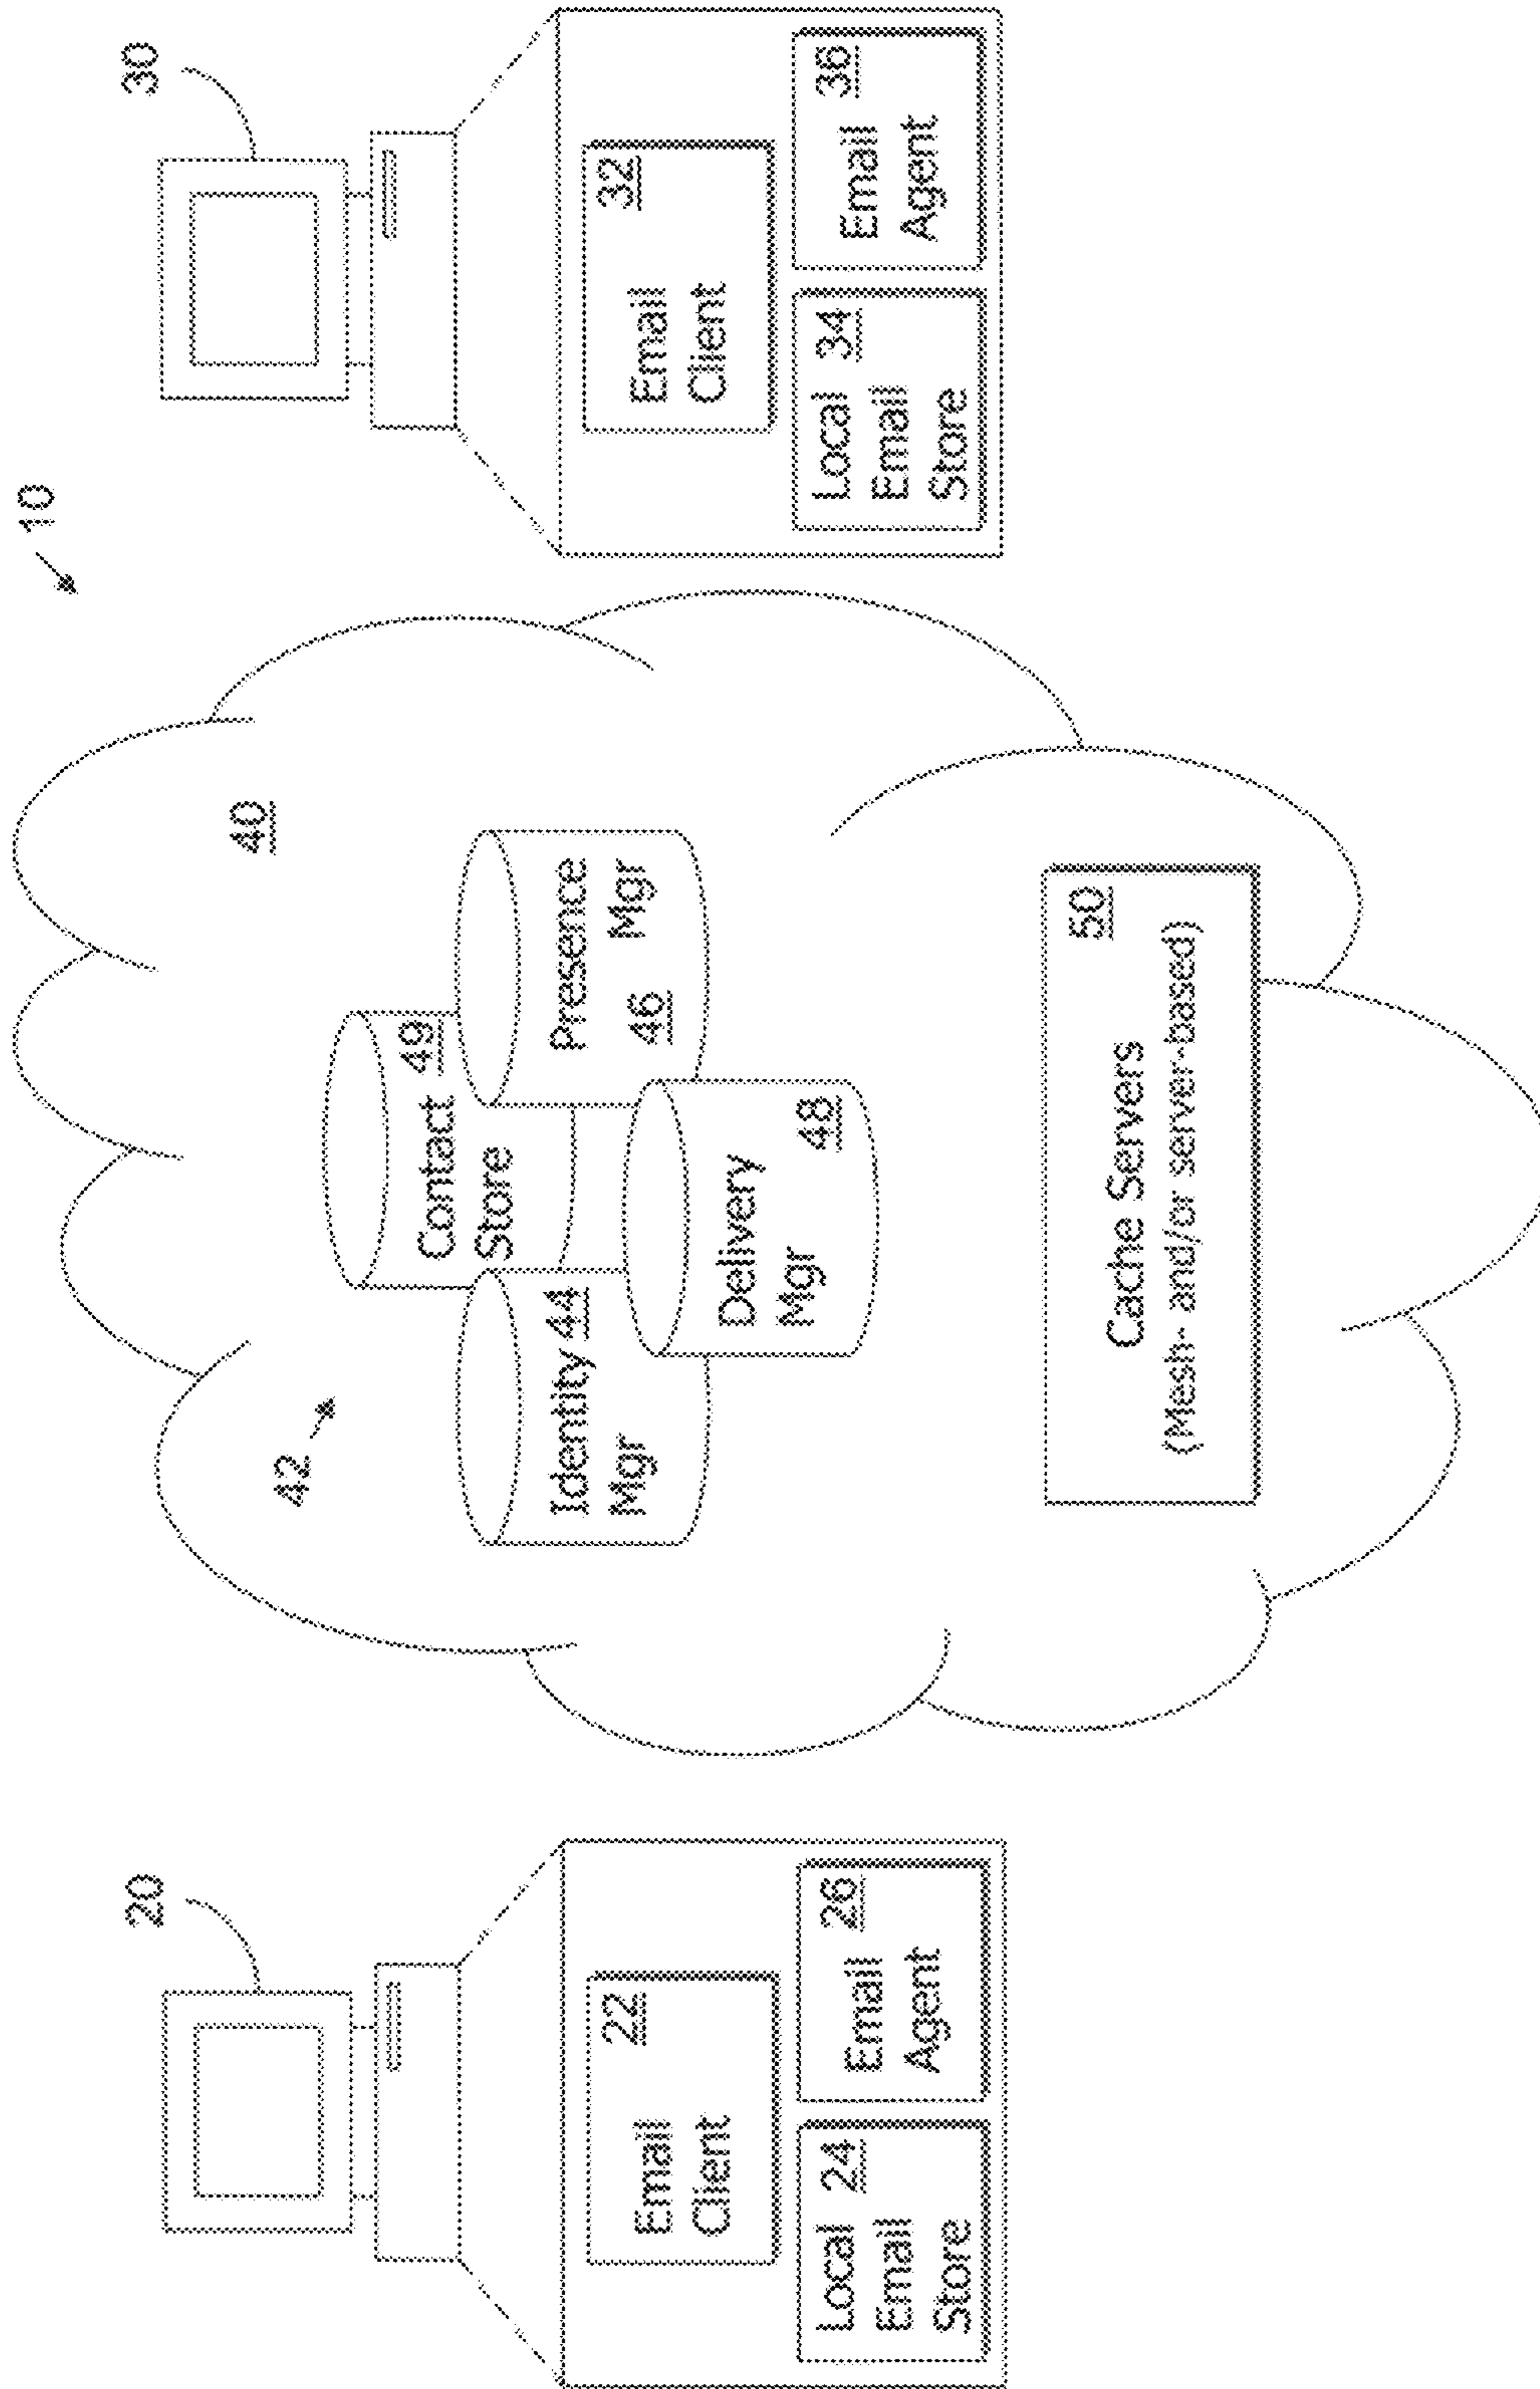 10
20
Email 22
Client
Local 24
Email
Store
Email 26
Agent
42
40
Contact 49
Store
Identity 44
Mgr
Presence
46 Mgr
Delivery
Mgr 48
Cache Servers 50
(Mesh- and/or server-based)
30
Email 32
Client
Local 34
Email
Store
Email 36
Agent